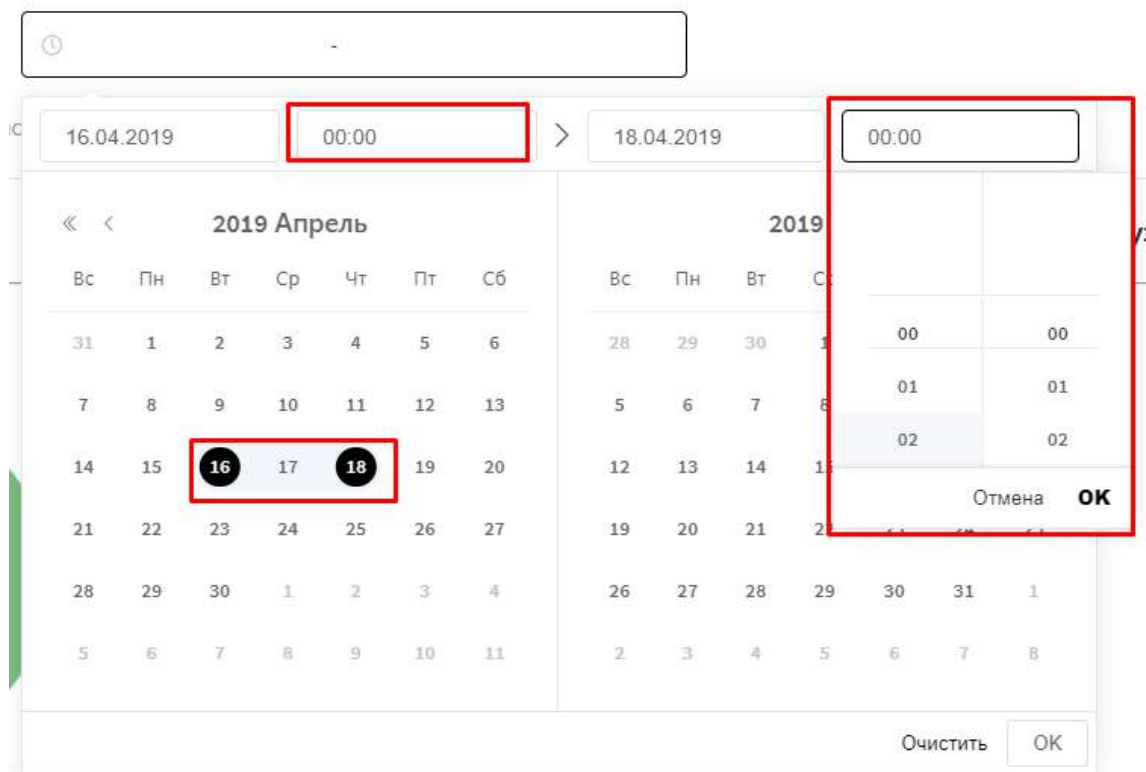 -
16.04.2019 00:00 > 18.04.2019 00:00
« < 2019 Апрель 2019
Вс Пн Вт Ср Чт Пт Сб Вс Пн Вт
31 1 2 3 4 5 6 28 29 30 00 00
7 8 9 10 11 12 13 5 6 7 01 01
02 02
14 15 16 17 18 19 20 12 13 14
Отмена OK
21 22 23 24 25 26 27 19 20 21
28 29 30 1 2 3 4 26 27 28 29 30 31 1
5 6 7 8 9 10 11 2 3 4 5 6 7 8
Очистить OK